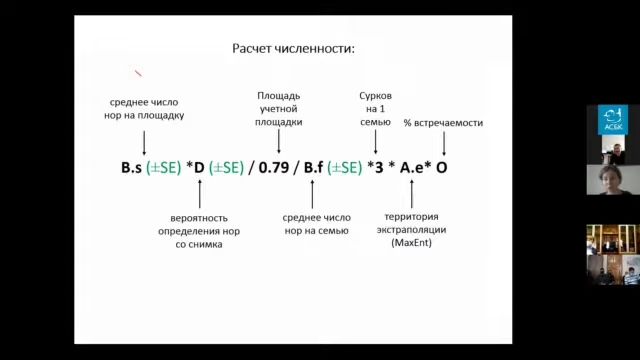 Расчет численности:
среднее число
нор на площадку
Площадь
учетной
площадки
Сурков
на 1
семью
% встречаемости
B.s (±SE) *D (±SE) / 0.79 / B.f (±SE) *3 * A.e* O
вероятность
определения нор
со снимка
среднее число
нор на семью
территория
экстраполяции
(MaxEnt)
АСБК